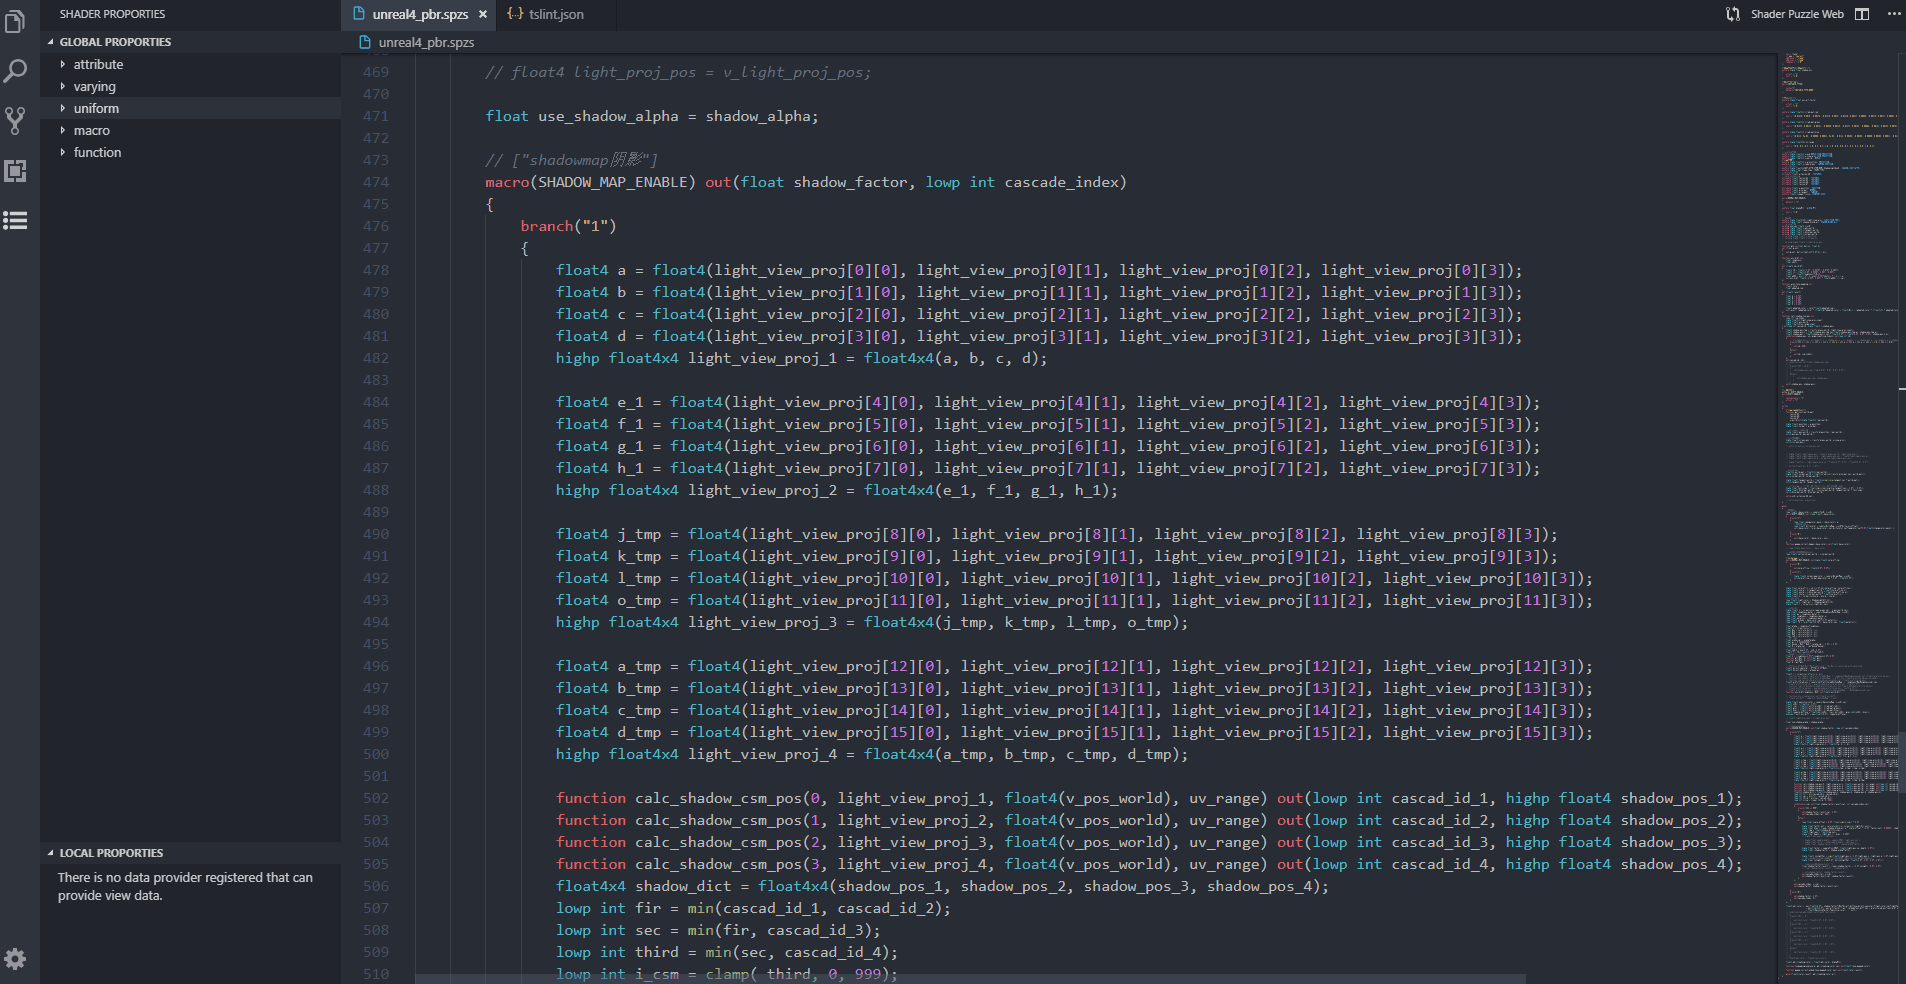 SHADER PROPORTIES
GLOBAL PROPORTIES
attribute
varying
uniform
macro
function
LOCAL PROPERTIES
There is no data provider registered that can
provide view data.
unreal4_pbr.spzs ×
{..} tslint.json
Shader Puzzle Web
unreal4_pbr.spzs
469 // float4 light_proj_pos = v_light_proj_pos;
470
471 float use_shadow_alpha = shadow_alpha;
472
473 // ["shadowmap阴影"]
474 macro(SHADOW_MAP_ENABLE) out(float shadow_factor, lowp int cascade_index)
475 {
476 branch("1")
477 {
478 float4 a = float4(light_view_proj[0][0], light_view_proj[0][1], light_view_proj[0][2], light_view_proj[0][3]);
479 float4 b = float4(light_view_proj[1][0], light_view_proj[1][1], light_view_proj[1][2], light_view_proj[1][3]);
480 float4 c = float4(light_view_proj[2][0], light_view_proj[2][1], light_view_proj[2][2], light_view_proj[2][3]);
481 float4 d = float4(light_view_proj[3][0], light_view_proj[3][1], light_view_proj[3][2], light_view_proj[3][3]);
482 highp float4x4 light_view_proj_1 = float4x4(a, b, c, d);
483
484 float4 e_1 = float4(light_view_proj[4][0], light_view_proj[4][1], light_view_proj[4][2], light_view_proj[4][3]);
485 float4 f_1 = float4(light_view_proj[5][0], light_view_proj[5][1], light_view_proj[5][2], light_view_proj[5][3]);
486 float4 g_1 = float4(light_view_proj[6][0], light_view_proj[6][1], light_view_proj[6][2], light_view_proj[6][3]);
487 float4 h_1 = float4(light_view_proj[7][0], light_view_proj[7][1], light_view_proj[7][2], light_view_proj[7][3]);
488 highp float4x4 light_view_proj_2 = float4x4(e_1, f_1, g_1, h_1);
489
490 float4 j_tmp = float4(light_view_proj[8][0], light_view_proj[8][1], light_view_proj[8][2], light_view_proj[8][3]);
491 float4 k_tmp = float4(light_view_proj[9][0], light_view_proj[9][1], light_view_proj[9][2], light_view_proj[9][3]);
492 float4 l_tmp = float4(light_view_proj[10][0], light_view_proj[10][1], light_view_proj[10][2], light_view_proj[10][3]);
493 float4 o_tmp = float4(light_view_proj[11][0], light_view_proj[11][1], light_view_proj[11][2], light_view_proj[11][3]);
494 highp float4x4 light_view_proj_3 = float4x4(j_tmp, k_tmp, l_tmp, o_tmp);
495
496 float4 a_tmp = float4(light_view_proj[12][0], light_view_proj[12][1], light_view_proj[12][2], light_view_proj[12][3]);
497 float4 b_tmp = float4(light_view_proj[13][0], light_view_proj[13][1], light_view_proj[13][2], light_view_proj[13][3]);
498 float4 c_tmp = float4(light_view_proj[14][0], light_view_proj[14][1], light_view_proj[14][2], light_view_proj[14][3]);
499 float4 d_tmp = float4(light_view_proj[15][0], light_view_proj[15][1], light_view_proj[15][2], light_view_proj[15][3]);
500 highp float4x4 light_view_proj_4 = float4x4(a_tmp, b_tmp, c_tmp, d_tmp);
501
502 function calc_shadow_csm_pos(0, light_view_proj_1, float4(v_pos_world), uv_range) out(lowp int cascad_id_1, highp float4 shadow_pos_1);
503 function calc_shadow_csm_pos(1, light_view_proj_2, float4(v_pos_world), uv_range) out(lowp int cascad_id_2, highp float4 shadow_pos_2);
504 function calc_shadow_csm_pos(2, light_view_proj_3, float4(v_pos_world), uv_range) out(lowp int cascad_id_3, highp float4 shadow_pos_3);
505 function calc_shadow_csm_pos(3, light_view_proj_4, float4(v_pos_world), uv_range) out(lowp int cascad_id_4, highp float4 shadow_pos_4);
506 float4x4 shadow_dict = float4x4(shadow_pos_1, shadow_pos_2, shadow_pos_3, shadow_pos_4);
507 lowp int fir = min(cascad_id_1, cascad_id_2);
508 lowp int sec = min(fir, cascad_id_3);
509 lowp int third = min(sec, cascad_id_4);
510 lowp int i_csm = clamp( third, 0, 999);